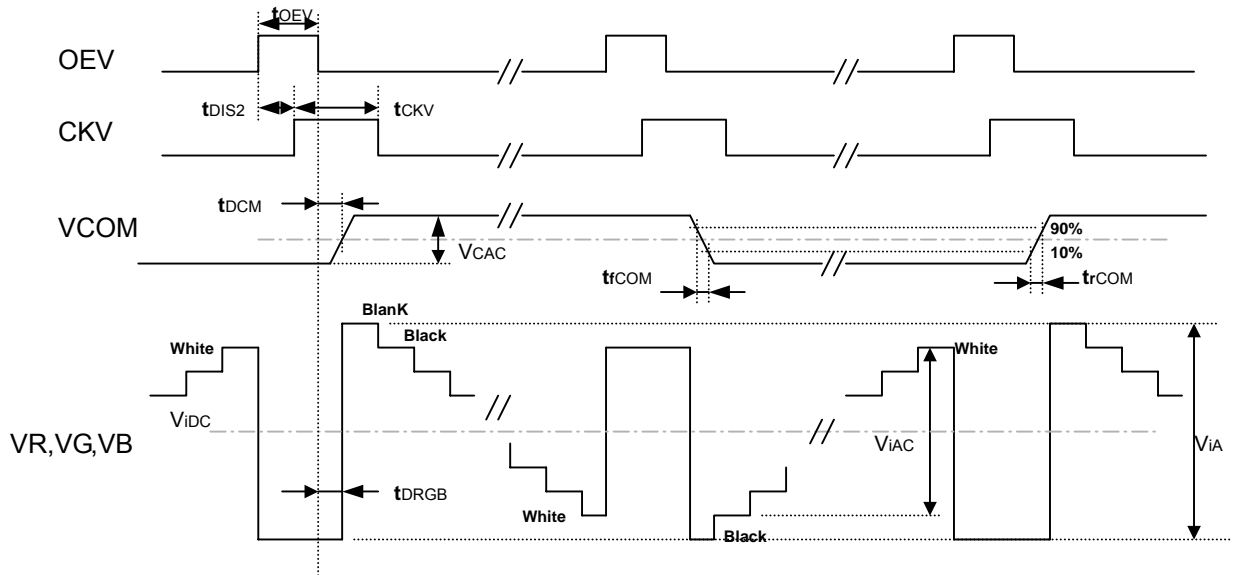 tOEV
OEV
tDIS2
tCKV
CKV
tDCM
VCOM
VCAC
90%
10%
tfCOM
trCOM
BlanK
White
Black
White
ViDC
VR,VG,VB
ViAC
ViA
tDRGB
White
Black